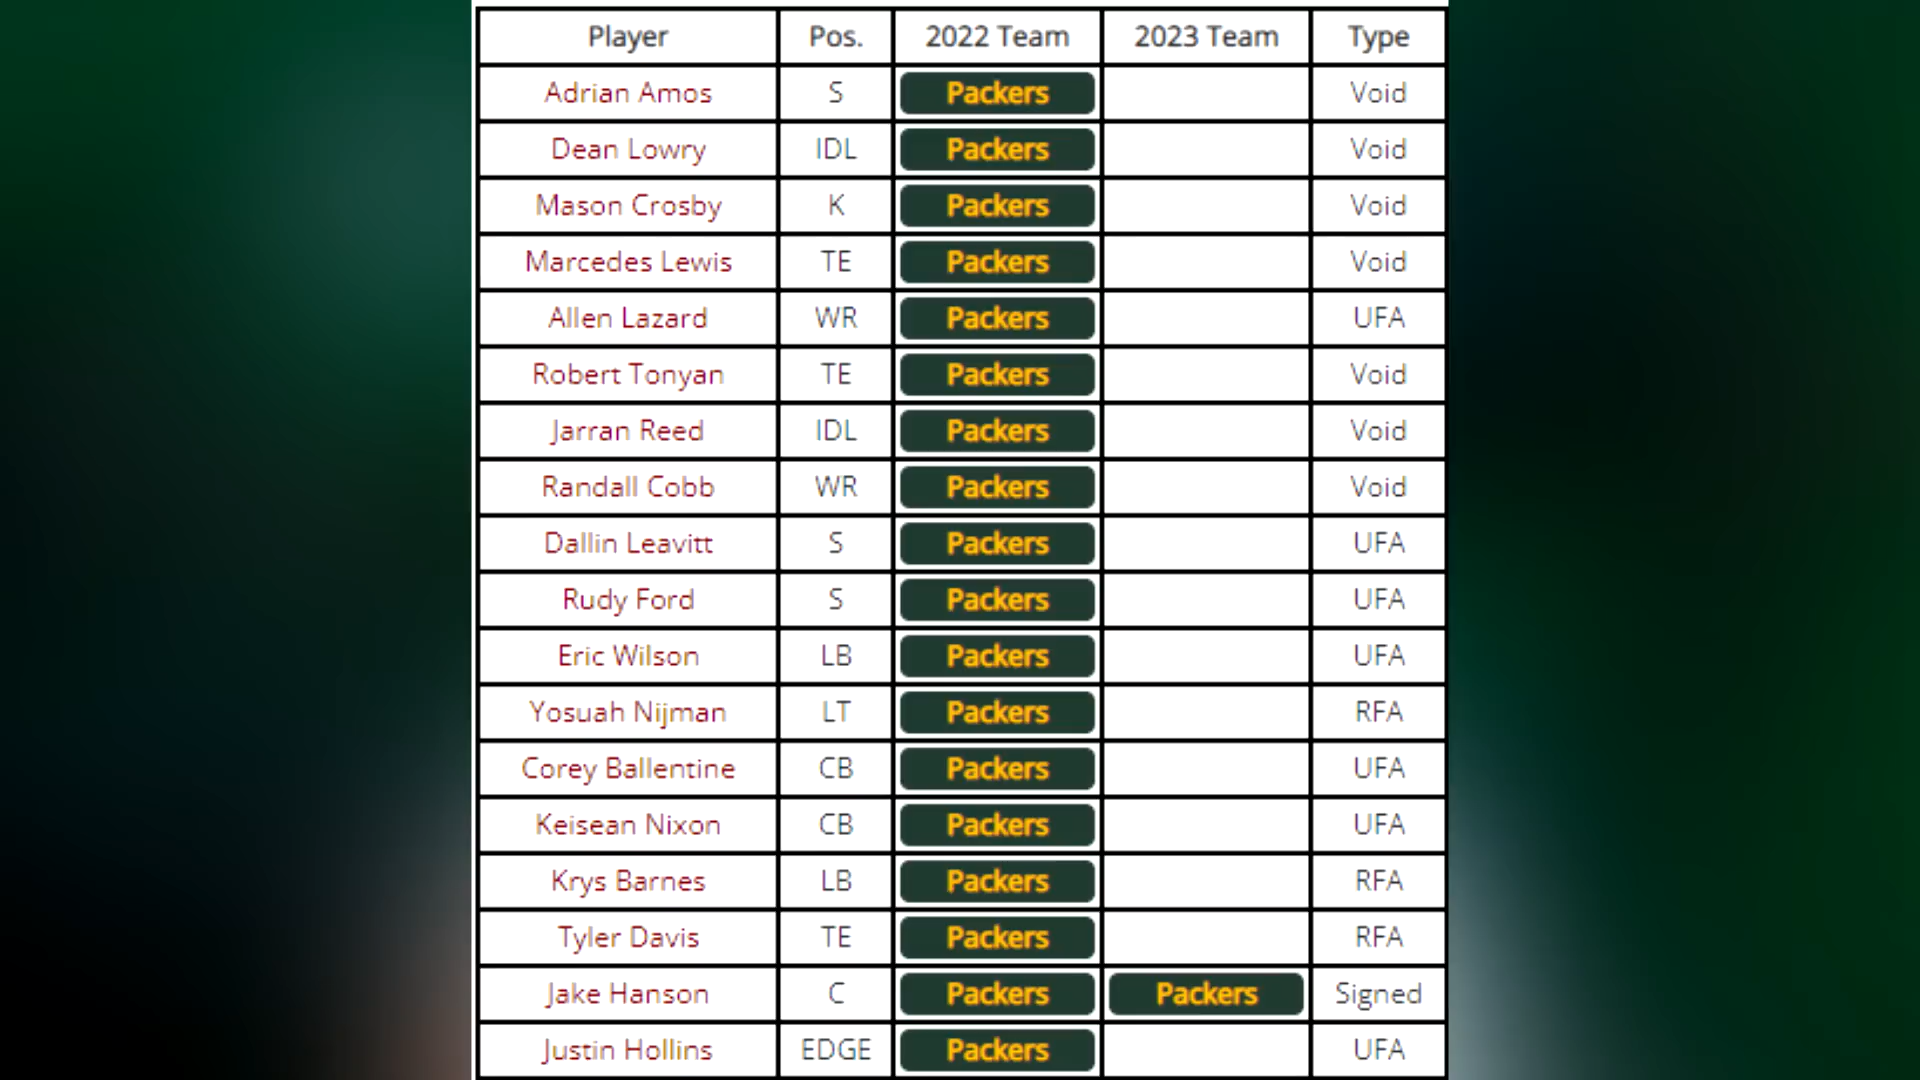 Player Pos. 2022 Team 2023 Team Type
Adrian Amos S Packers Void
Dean Lowry IDL Packers Void
Mason Crosby K Packers Void
Marcedes Lewis TE Packers Void
Allen Lazard WR Packers UFA
Robert Tonyan TE Packers Void
Jarran Reed IDL Packers Void
Randall Cobb WR Packers Void
Dallin Leavitt S Packers UFA
Rudy Ford S Packers UFA
Eric Wilson LB Packers UFA
Yosuah Nijman LT Packers RFA
Corey Ballentine CB Packers UFA
Keisean Nixon CB Packers UFA
Krys Barnes LB Packers RFA
Tyler Davis TE Packers RFA
Jake Hanson C Packers Packers Signed
Justin Hollins EDGE Packers UFA